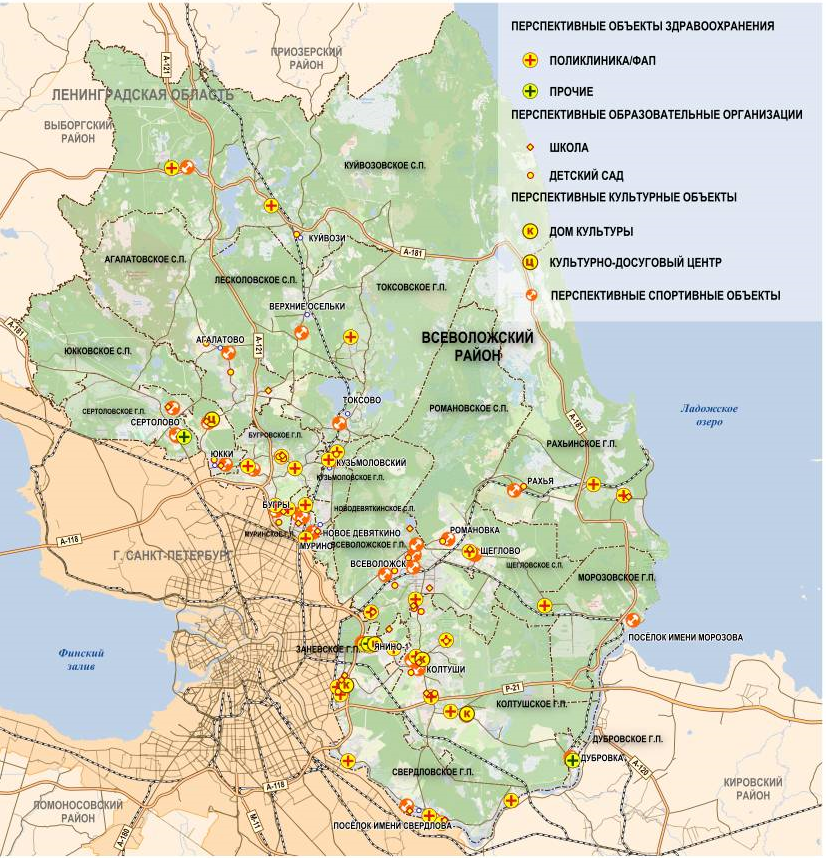 ПЕРСПЕКТИВНЫЕ ОБЪЕКТЫ ЗДРАВООХРАНЕНИЯ
ПОЛИКЛИНИКА/ФАП
ПРОЧИЕ
ПЕРСПЕКТИВНЫЕ ОБРАЗОВАТЕЛЬНЫЕ ОРГАНИЗАЦИИ
ШКОЛА
ДЕТСКИЙ САД
ПЕРСПЕКТИВНЫЕ КУЛЬТУРНЫЕ ОБЪЕКТЫ
К ДОМ КУЛЬТУРЫ
Ц КУЛЬТУРНО-ДОСУГОВЫЙ ЦЕНТР
ПЕРСПЕКТИВНЫЕ СПОРТИВНЫЕ ОБЪЕКТЫ
ПРИОЗЕРСКИЙ
РАЙОН
А-121
ЛЕНИНГРАДСКАЯ ОБЛАСТЬ
ВЫБОРГСКИЙ
РАЙОН
КУЙВОЗОВСКОЕ С.П.
КУЙВОЗИ
А-181
АГАЛАТОВСКОЕ С.П.
ЛЕСКОЛОВСКОЕ С.П.
ТОКСОВСКОЕ Г.П.
ВЕРХНИЕ ОСЕЛЬКИ
А-181
АГАЛАТОВО
А-121
ВСЕВОЛОЖСКИЙ
РАЙОН
ЮККОВСКОЕ С.П.
ТОКСОВО
РОМАНОВСКОЕ С.П.
Ладожское
озеро
СЕРТОЛОВСКОЕ Г.П.
СЕРТОЛОВО
Ц
А-181
БУГРОВСКОЕ Г.П.
РАХЬИНСКОЕ Г.П.
ЮККИ
КУЗЬМОЛОВСКИЙ
КУЗЬМОЛОВСКОЕ Г.П.
РАХЬЯ
БУГРЫ
НОВОДЕВЯТКИНСКОЕ С.П.
МУРИНСКОЕ Г.П.
НОВОЕ ДЕВЯТКИНО
РОМАНОВКА
А-118
МУРИНО
ВСЕВОЛОЖСКОЕ Г.П.
ЩЕГЛОВО
Г. САНКТ-ПЕТЕРБУРГ
ВСЕВОЛОЖСК
ЩЕГЛОВСКОЕ С.П.
МОРОЗОВСКОЕ Г.П.
ПОСЁЛОК ИМЕНИ МОРОЗОВА
Финский
залив
ЗАНЕВСКОЕ Г.П.
ЯНИНО-1
К
КОЛТУШИ
К
Р-21
КОЛТУШСКОЕ Г.П.
К
ДУБРОВСКОЕ Г.П.
ДУБРОВКА
А-120
СВЕРДЛОВСКОЕ Г.П.
А-118
КИРОВСКИЙ
РАЙОН
ЛОМОНОСОВСКИЙ
РАЙОН
М-11
А-180
ПОСЁЛОК ИМЕНИ СВЕРДЛОВА